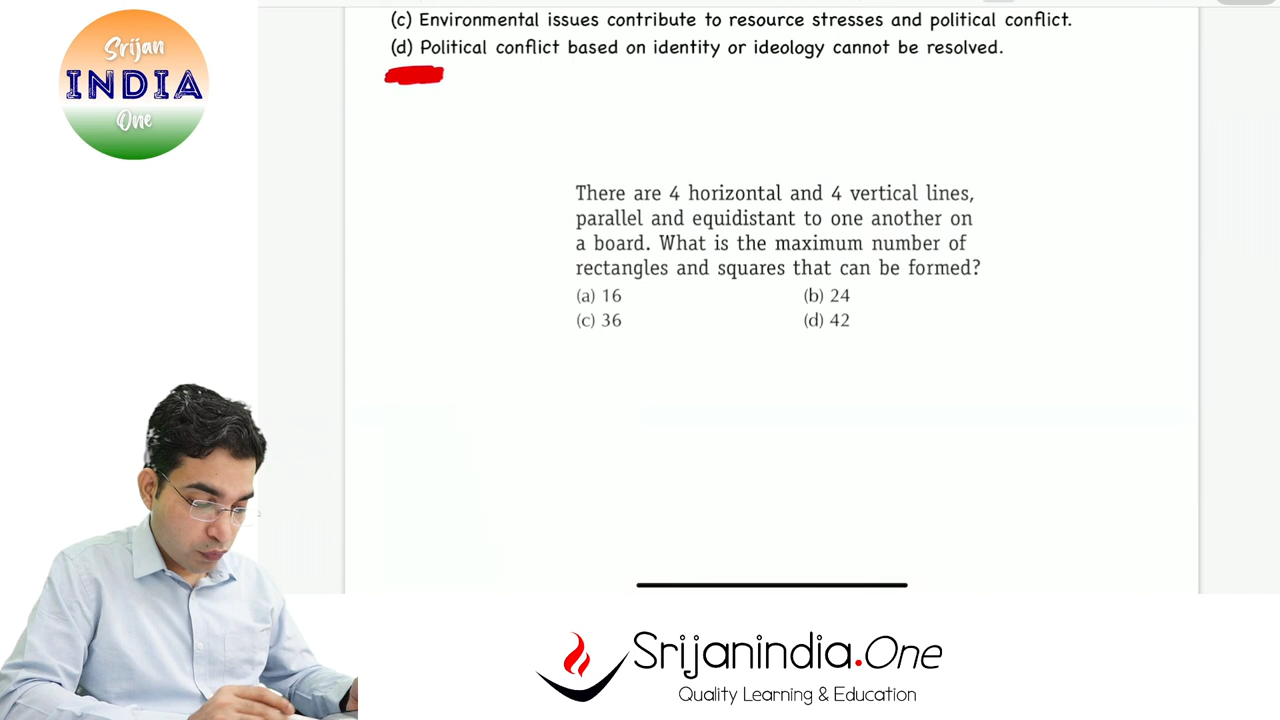 Srijan
INDIA
One
(c) Environmental issues contribute to resource stresses and political conflict.
(d) Political conflict based on identity or ideology cannot be resolved.
There are 4 horizontal and 4 vertical lines,
parallel and equidistant to one another on
a board. What is the maximum number of
rectangles and squares that can be formed?
(a) 16 (b) 24
(c) 36 (d) 42
Srijanindia.One
Quality Learning & Education